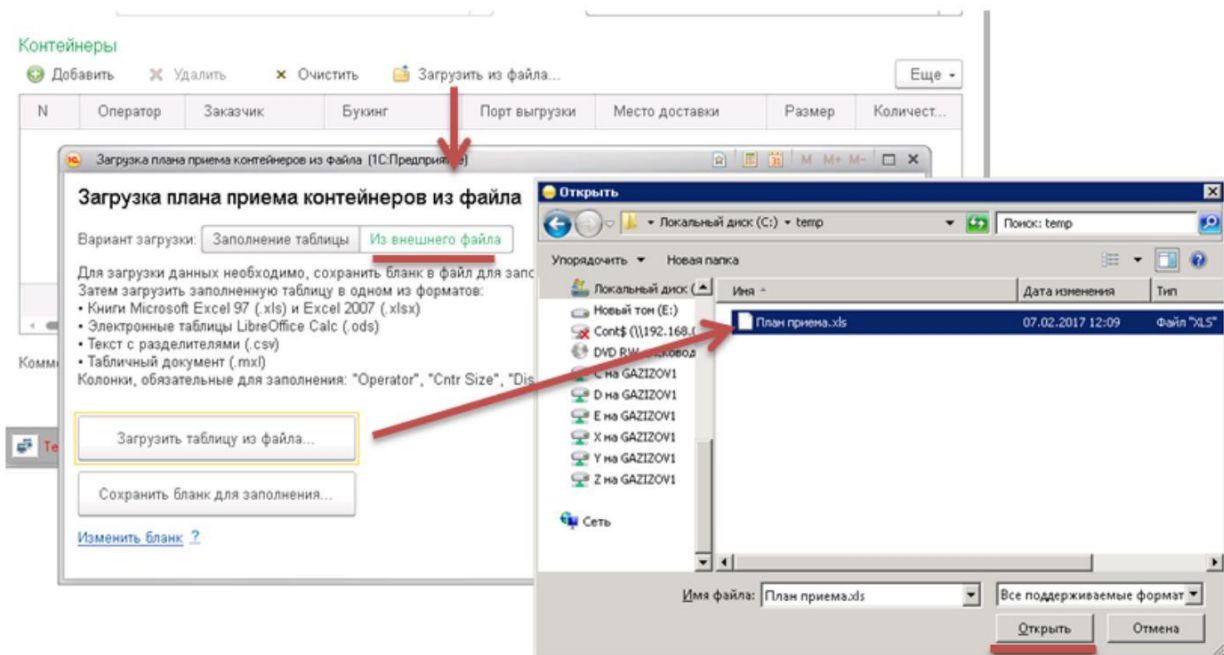 Контейнеры
Добавить Удалить Очистить Загрузить из файла... Еще
N Оператор Заказчик Букинг Порт выгрузки Место доставки Размер Количест...
Загрузка плана приема контейнеров из файла (1С:Предприятие) M M+ M-
Загрузка плана приема контейнеров из файла
Вариант загрузки: Заполнение таблицы Из внешнего файла
Для загрузки данных необходимо, сохранить бланк в файл для запо
Затем загрузить заполненную таблицу в одном из форматов:
• Книги Microsoft Excel 97 (.xls) и Excel 2007 (.xlsx)
• Электронные таблицы LibreOffice Calc (.ods)
• Текст с разделителями (.csv)
• Табличный документ (.mxl)
Колонки, обязательные для заполнения: "Operator", "Cntr Size", "Dis
Комме
Загрузить таблицу из файла...
Те
Сохранить бланк для заполнения...
Изменить бланк ?
Открыть
Локальный диск (C:) temp Поиск: temp
Упорядочить Новая папка
Локальный диск ( Имя Дата изменения Тип
Новый том (E:)
План приема.xls 07.02.2017 12:09 Файл "XLS"
Cont$ (\\192.168.(
DVD RW
C на GAZIZOV1
D на GAZIZOV1
E на GAZIZOV1
X на GAZIZOV1
Y на GAZIZOV1
Z на GAZIZOV1
Сеть
Имя файла: План приема.xls Все поддерживаемые формат
Открыть Отмена